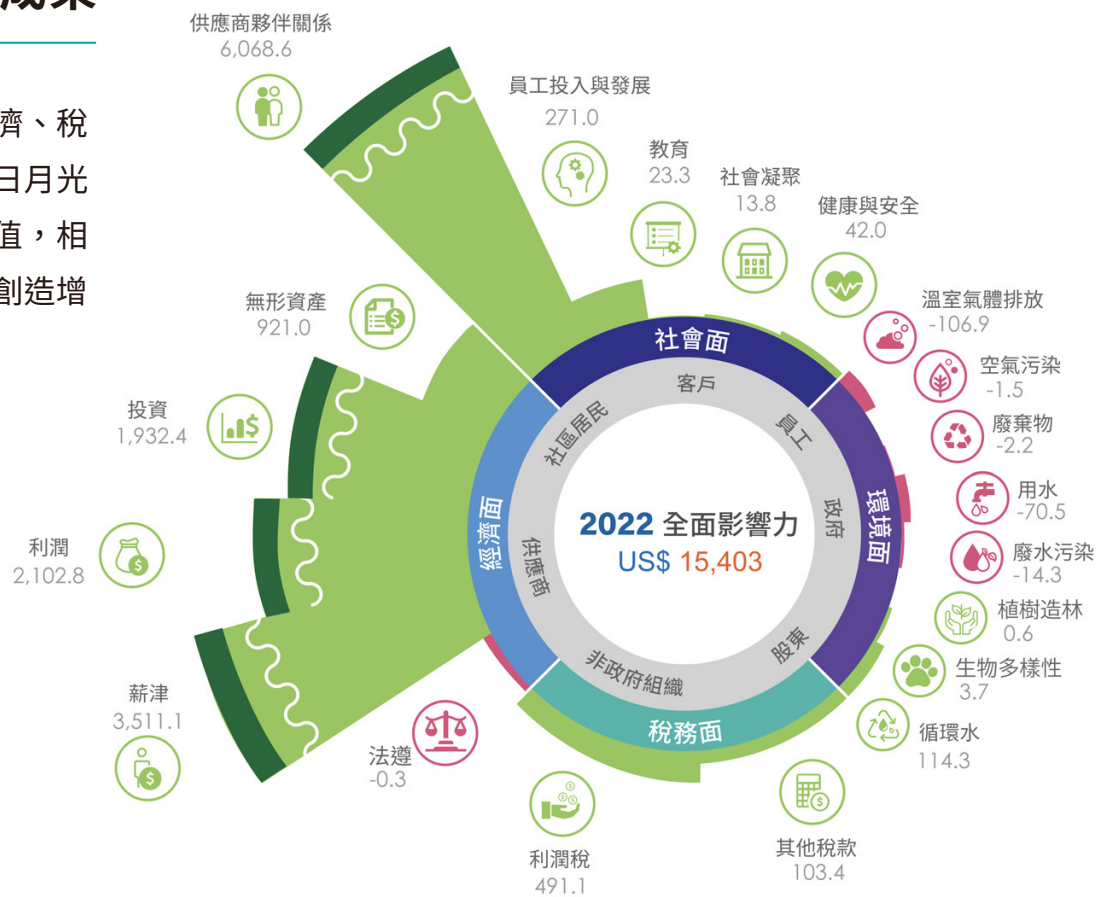 成果
濟、稅
日月光
值，相
創造增
供應商夥伴關係
6,068.6
員工投入與發展
271.0
教育
23.3
社會凝聚
13.8
健康與安全
42.0
溫室氣體排放
-106.9
空氣污染
-1.5
廢棄物
-2.2
用水
-70.5
廢水污染
-14.3
植樹造林
0.6
生物多樣性
3.7
循環水
114.3
其他稅款
103.4
利潤稅
491.1
法遵
-0.3
薪津
3,511.1
利潤
2,102.8
投資
1,932.4
無形資產
921.0
社會面
環境面
稅務面
經濟面
客戶
員工
政府
股東
非政府組織
供應商
社區居民
2022 全面影響力
US$ 15,403